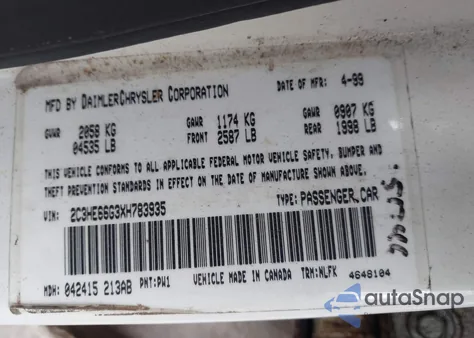 MFD BY DAIMLERCHRYSLER CORPORATION DATE OF MFR: 4-99
GVWR 2058 KG GAWR 1174 KG GAWR 0907 KG
04535 LB FRONT 2587 LB REAR 1998 LB
THIS VEHICLE CONFORMS TO ALL APPLICABLE FEDERAL MOTOR VEHICLE SAFETY, BUMPER AND
THEFT PREVENTION STANDARDS IN EFFECT ON THE DATE OF MANUFACTURE SHOWN ABOVE.
VIN: 2C3HE66G3XH783935 TYPE: PASSENGER CAR
MDH: 042415 213AB PNT: PW1 VEHICLE MADE IN CANADA TRM: NLFK 4648104
autoSnap